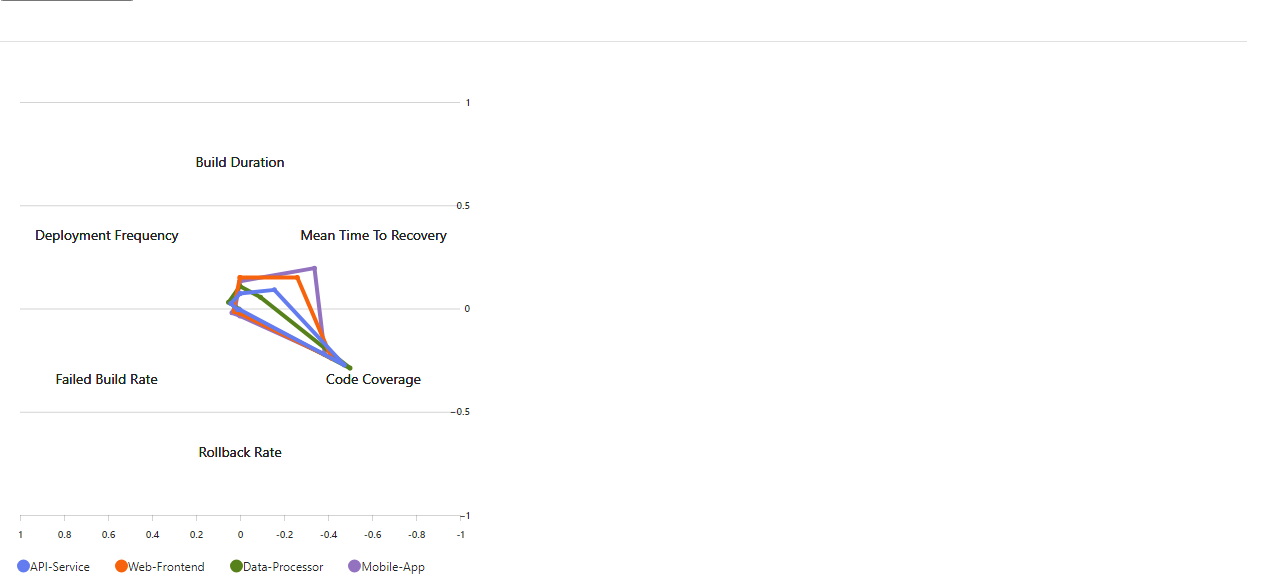 1
Build Duration
0.5
Deployment Frequency
Mean Time To Recovery
0
Failed Build Rate
Code Coverage
−0.5
Rollback Rate
−1
1 0.8 0.6 0.4 0.2 0 -0.2 -0.4 -0.6 -0.8 -1
API-Service Web-Frontend Data-Processor Mobile-App